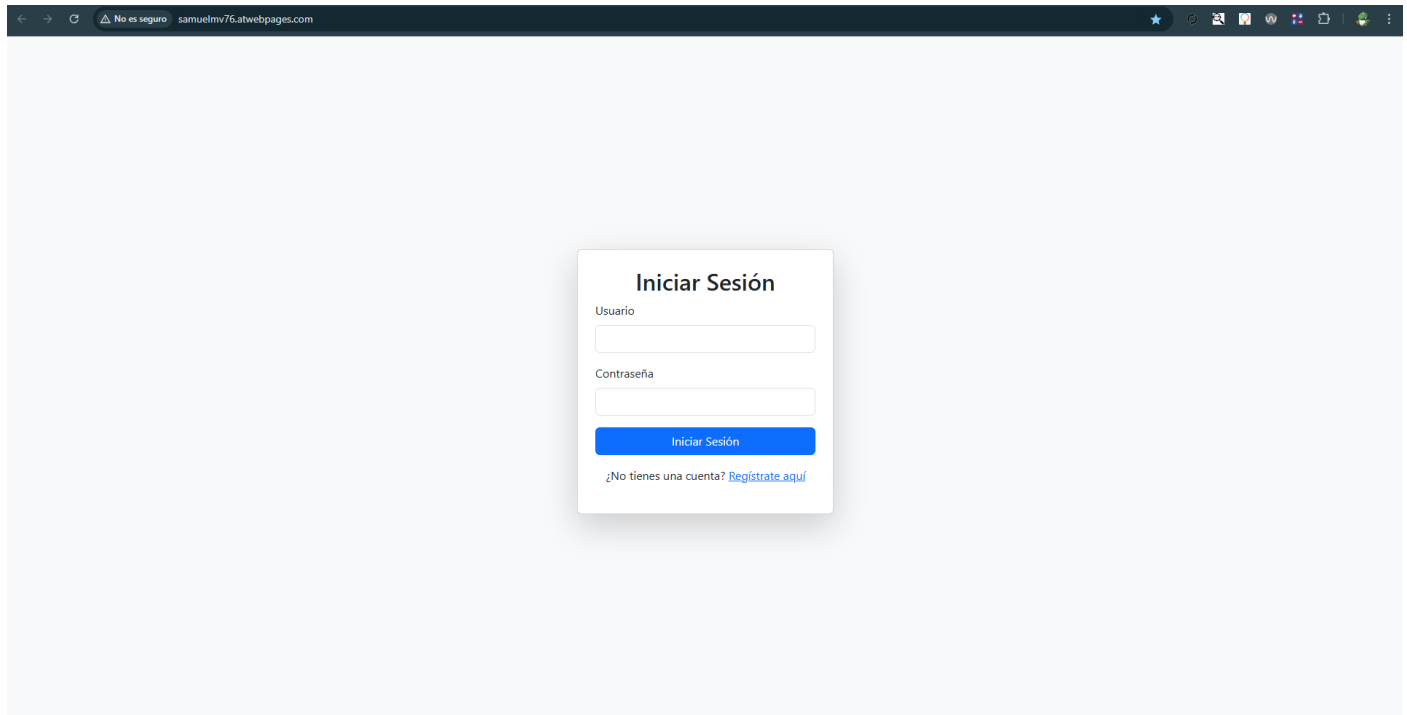 No es seguro samuelmv76.atwebpages.com
Iniciar Sesión
Usuario
Contraseña
Iniciar Sesión
¿No tienes una cuenta? Regístrate aquí